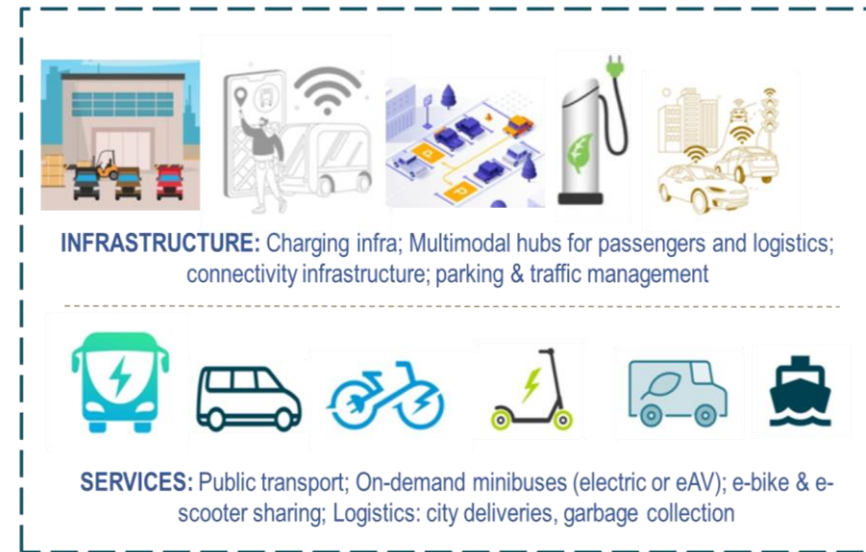 INFRASTRUCTURE: Charging infra; Multimodal hubs for passengers and logistics;
connectivity infrastructure; parking & traffic management
SERVICES: Public transport; On-demand minibuses (electric or eAV); e-bike & e-
scooter sharing; Logistics: city deliveries, garbage collection